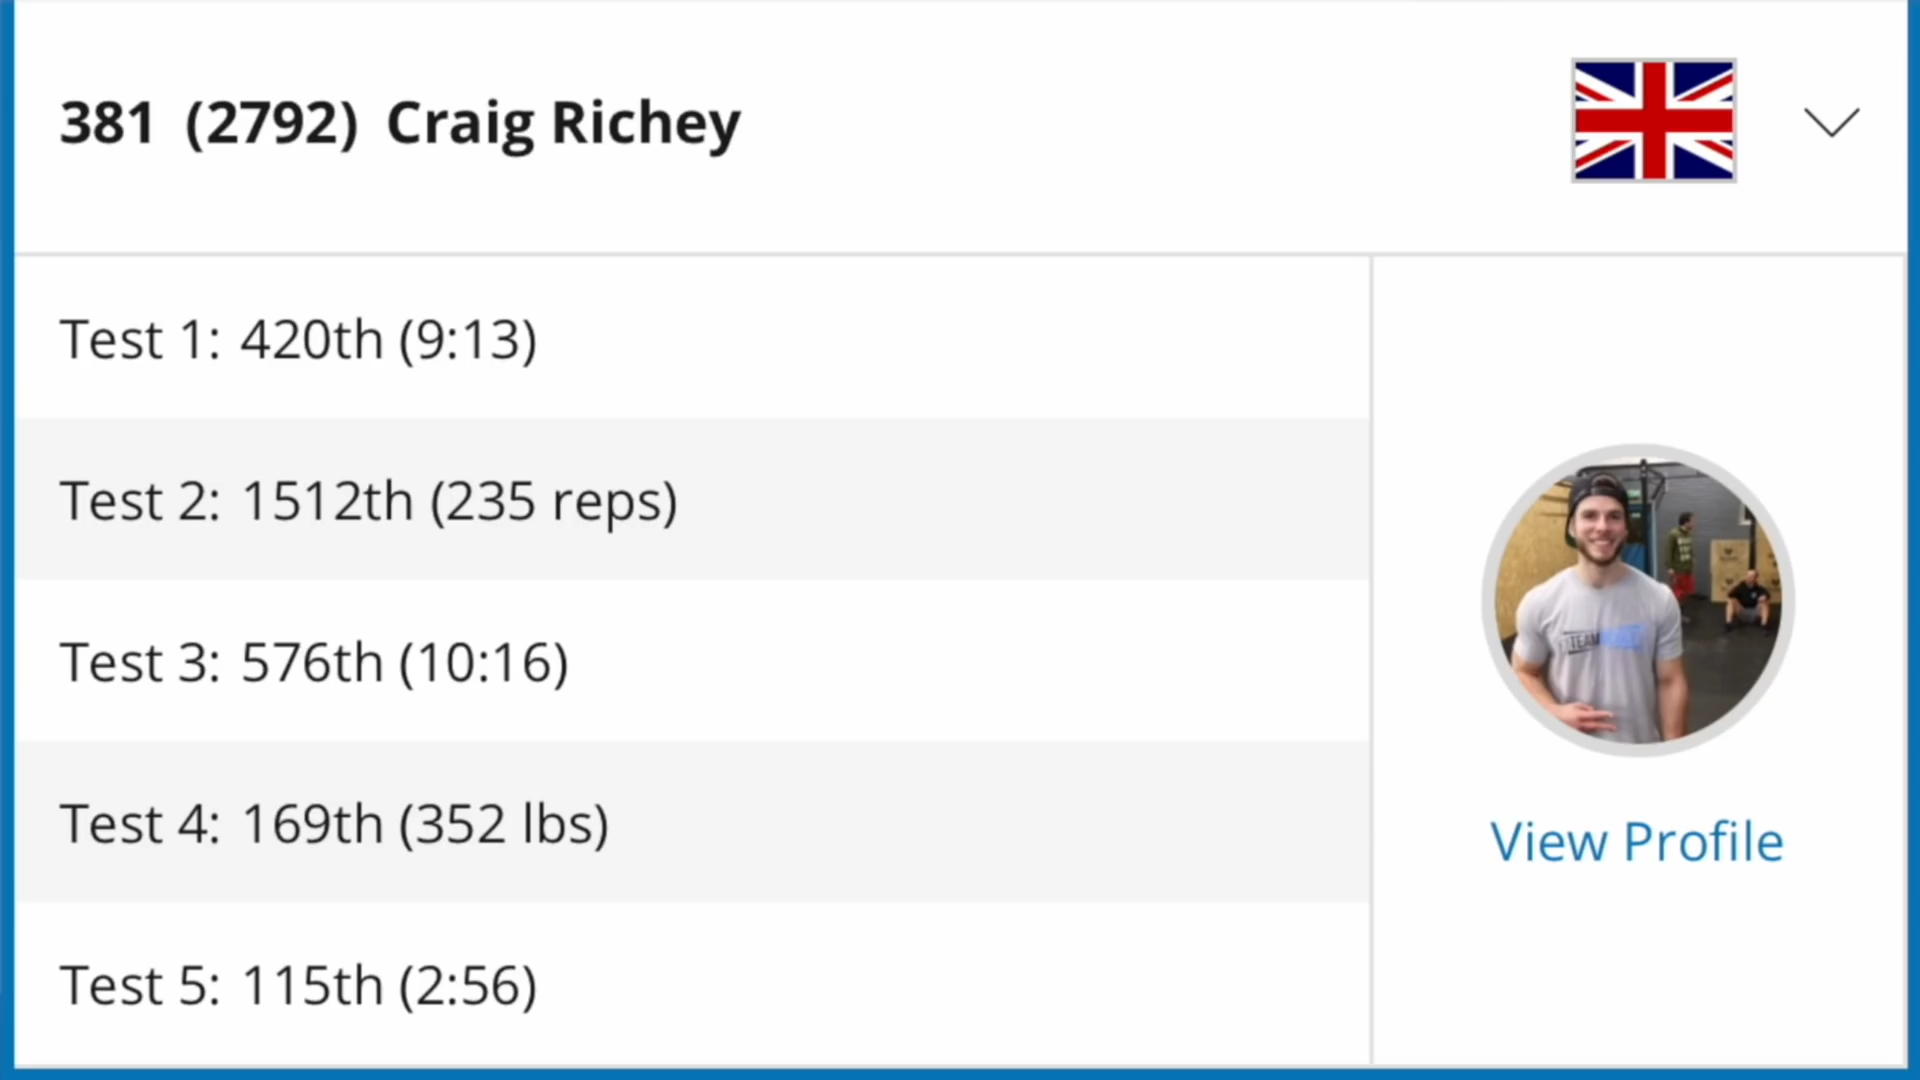 381 (2792) Craig Richey
Test 1: 420th (9:13)
Test 2: 1512th (235 reps)
Test 3: 576th (10:16)
Test 4: 169th (352 lbs)
Test 5: 115th (2:56)
TEAM
View Profile